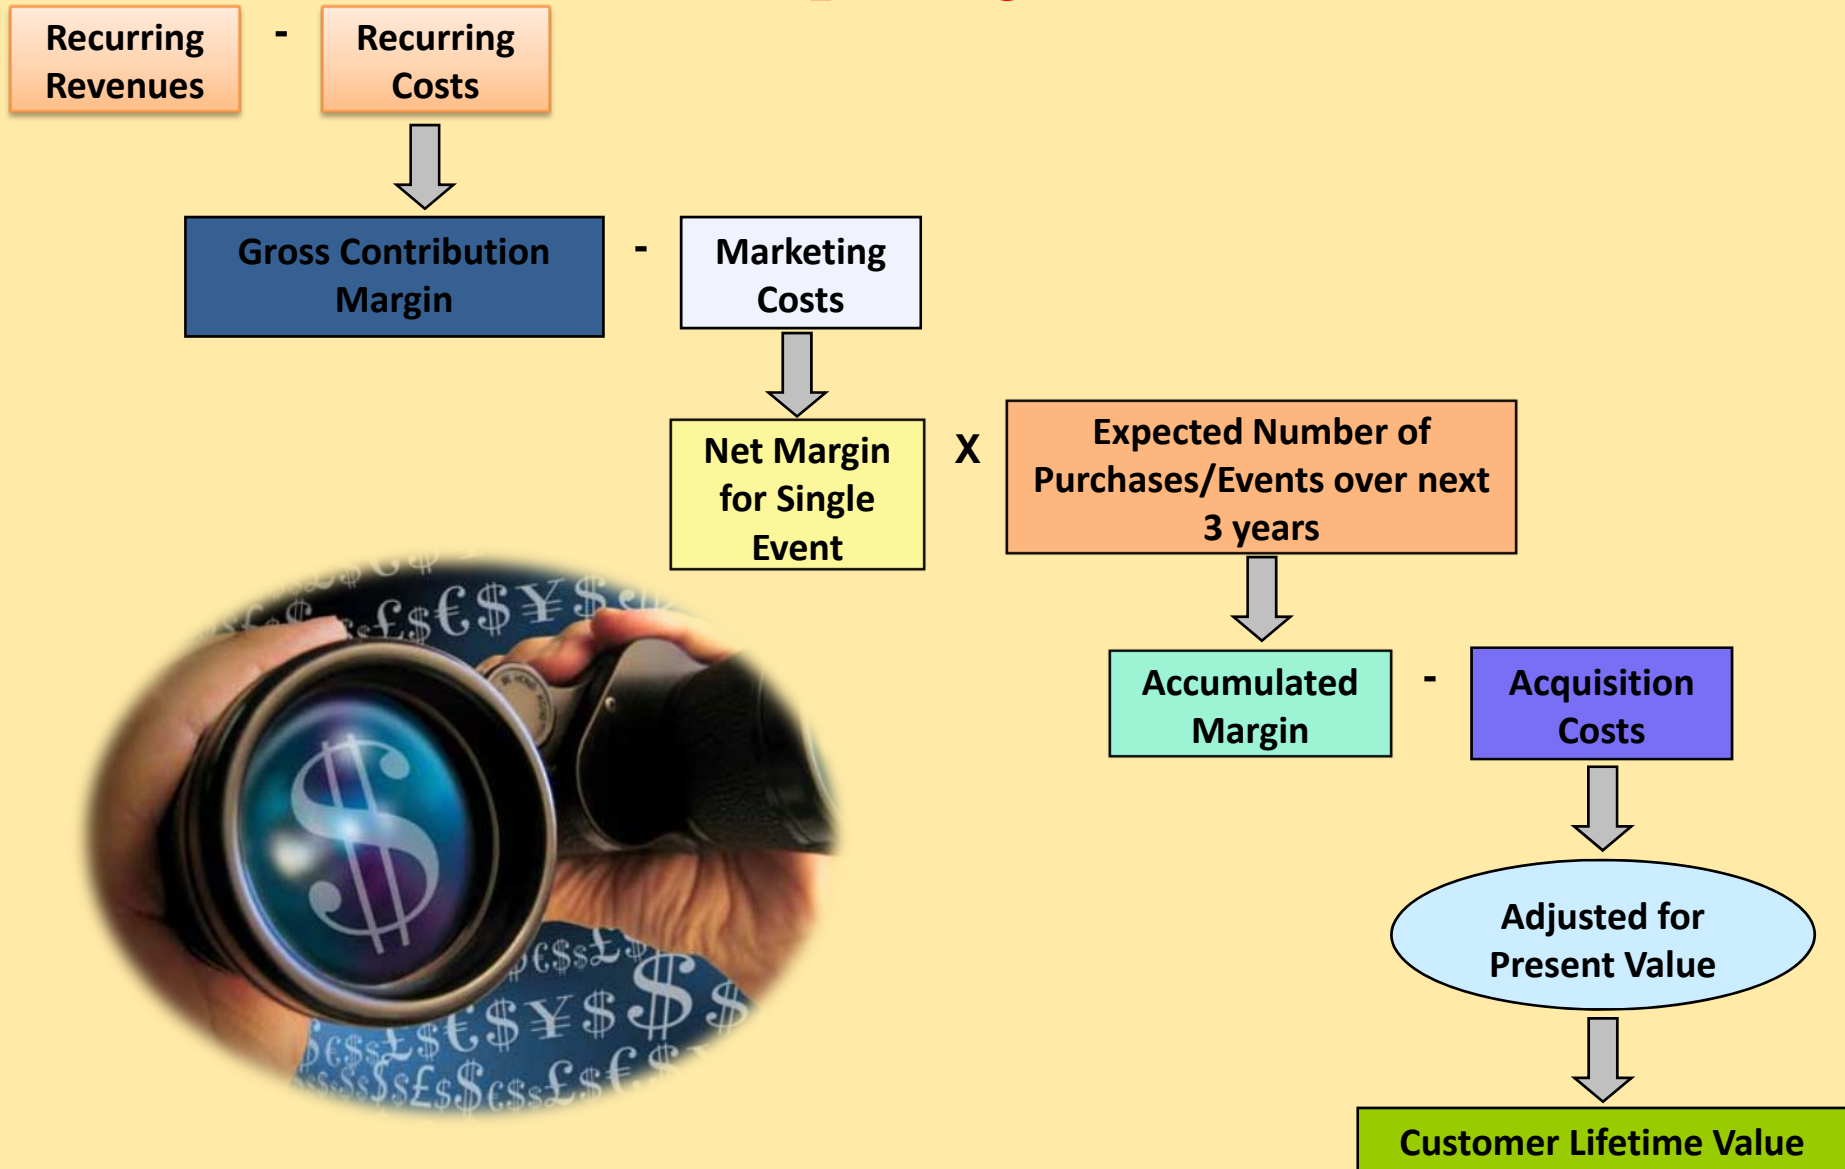 Recurring
Revenues
-
Recurring
Costs
Gross Contribution
Margin
-
Marketing
Costs
Net Margin
for Single
Event
X
Expected Number of
Purchases/Events over next
3 years
Accumulated
Margin
-
Acquisition
Costs
Adjusted for
Present Value
Customer Lifetime Value